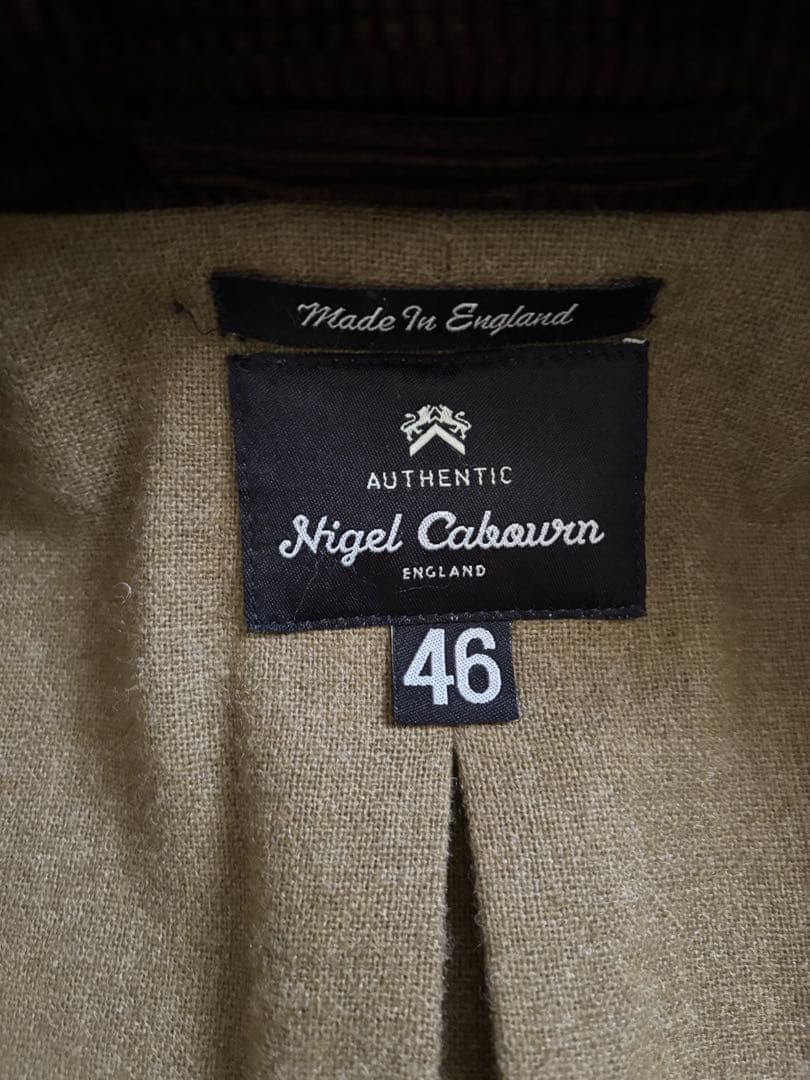 Made In England
AUTHENTIC
Nigel Cabourn
ENGLAND
46